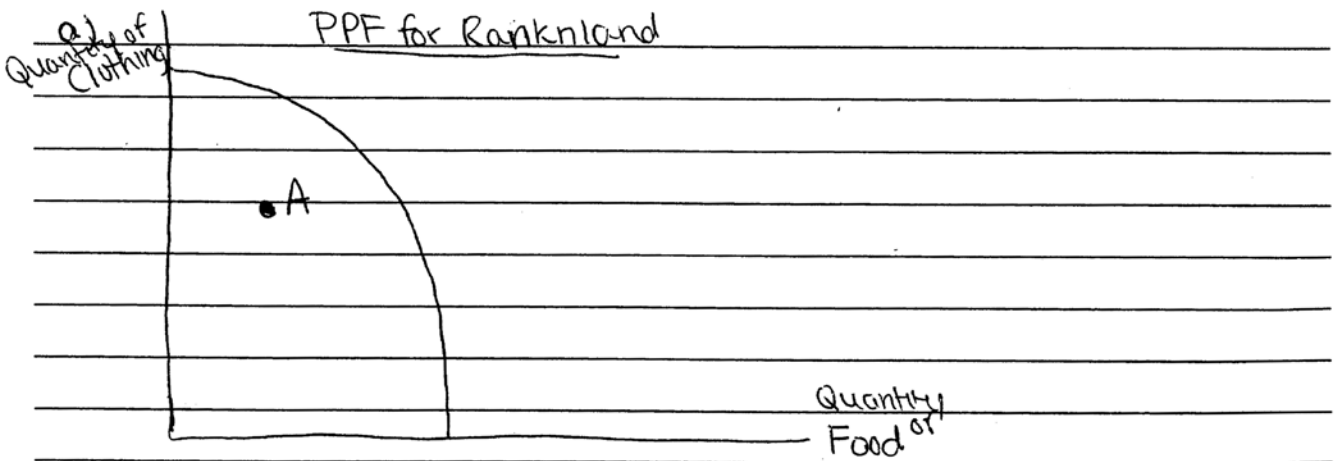 a)
PPF for Ranknland
Quantity of
Clothing
A
Quantity
of
Food